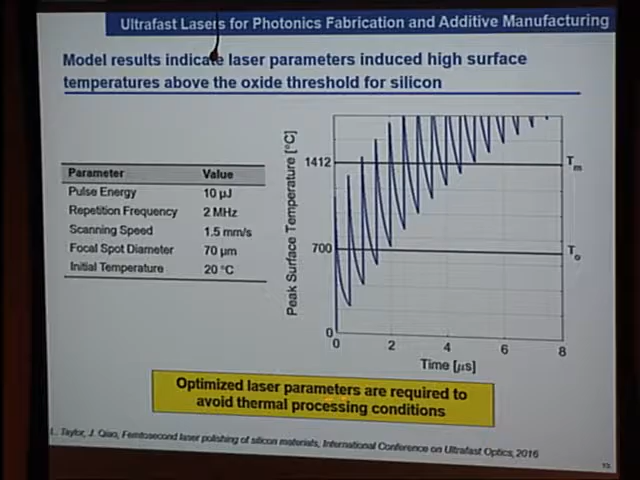 Ultrafast Lasers for Photonics Fabrication and Additive Manufacturing
Model results indicate laser parameters induced high surface
temperatures above the oxide threshold for silicon
Parameter Value
Pulse Energy 10 µJ
Repetition Frequency 2 MHz
Scanning Speed 1.5 mm/s
Focal Spot Diameter 70 µm
Initial Temperature 20 °C
Peak Surface Temperature [°C]
1412
700
0
Tm
To
0 2 4 6 8
Time [µs]
Optimized laser parameters are required to
avoid thermal processing conditions
L. Taylor, J. Qiao, Femtosecond laser polishing of silicon materials, International Conference on Ultrafast Optics, 2016